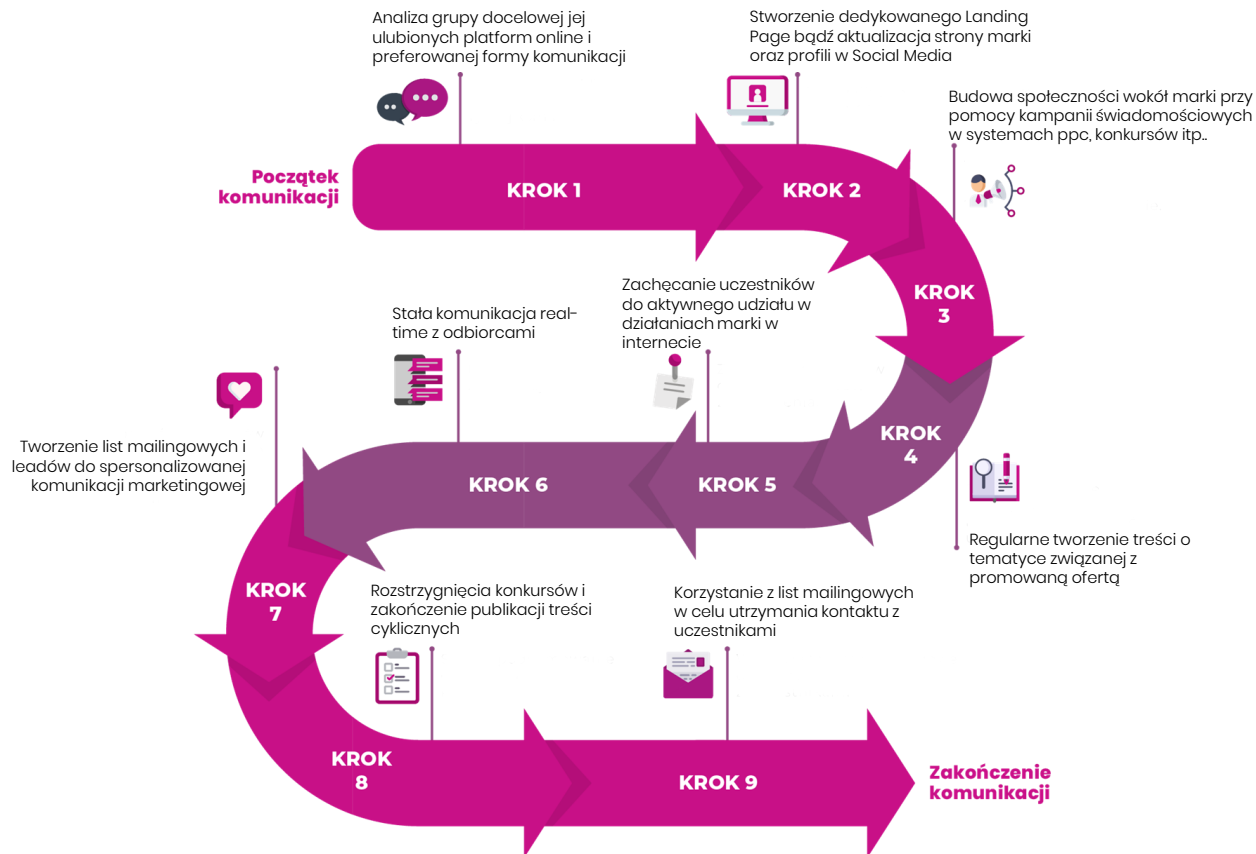 Analiza grupy docelowej jej
ulubionych platform online i
preferowanej formy komunikacji
Stworzenie dedykowanego Landing
Page bądź aktualizacja strony marki
oraz profili w Social Media
Budowa społeczności wokół marki przy
pomocy kampanii świadomościowych
w systemach ppc, konkursów itp..
Początek
komunikacji
KROK 1
KROK 2
KROK
3
Zachęcanie uczestników
do aktywnego udziału w
działaniach marki w
internecie
Stała komunikacja real-
time z odbiorcami
KROK
4
KROK 5
KROK 6
Tworzenie list mailingowych i
leadów do spersonalizowanej
komunikacji marketingowej
Regularne tworzenie treści o
tematyce związanej z
promowaną ofertą
KROK
7
Rozstrzygnięcia konkursów i
zakończenie publikacji treści
cyklicznych
Korzystanie z list mailingowych
w celu utrzymania kontaktu z
uczestnikami
KROK
8
KROK 9
Zakończenie
komunikacji